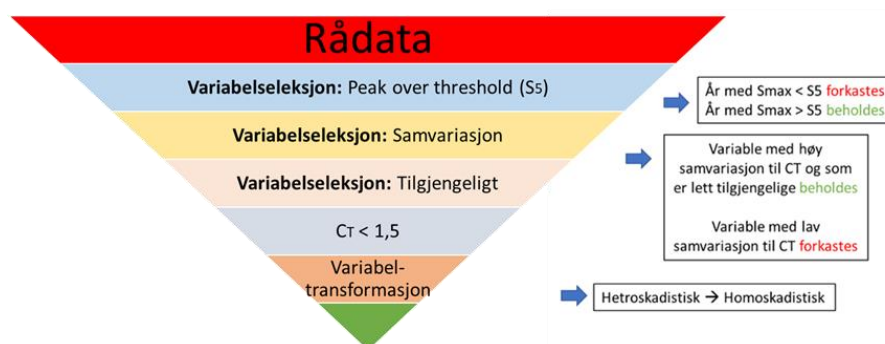 Rådata
Variabelseleksjon: Peak over threshold (S5)
Variabelseleksjon: Samvariasjon
Variabelseleksjon: Tilgjengeligt
CT < 1,5
Variabel-
transformasjon
År med Smax < S5 forkastes
År med Smax > S5 beholdes
Variable med høy
samvariasjon til CT og som
er lett tilgjengelige beholdes
Variable med lav
samvariasjon til CT forkastes
Hetroskadistisk → Homoskadistisk